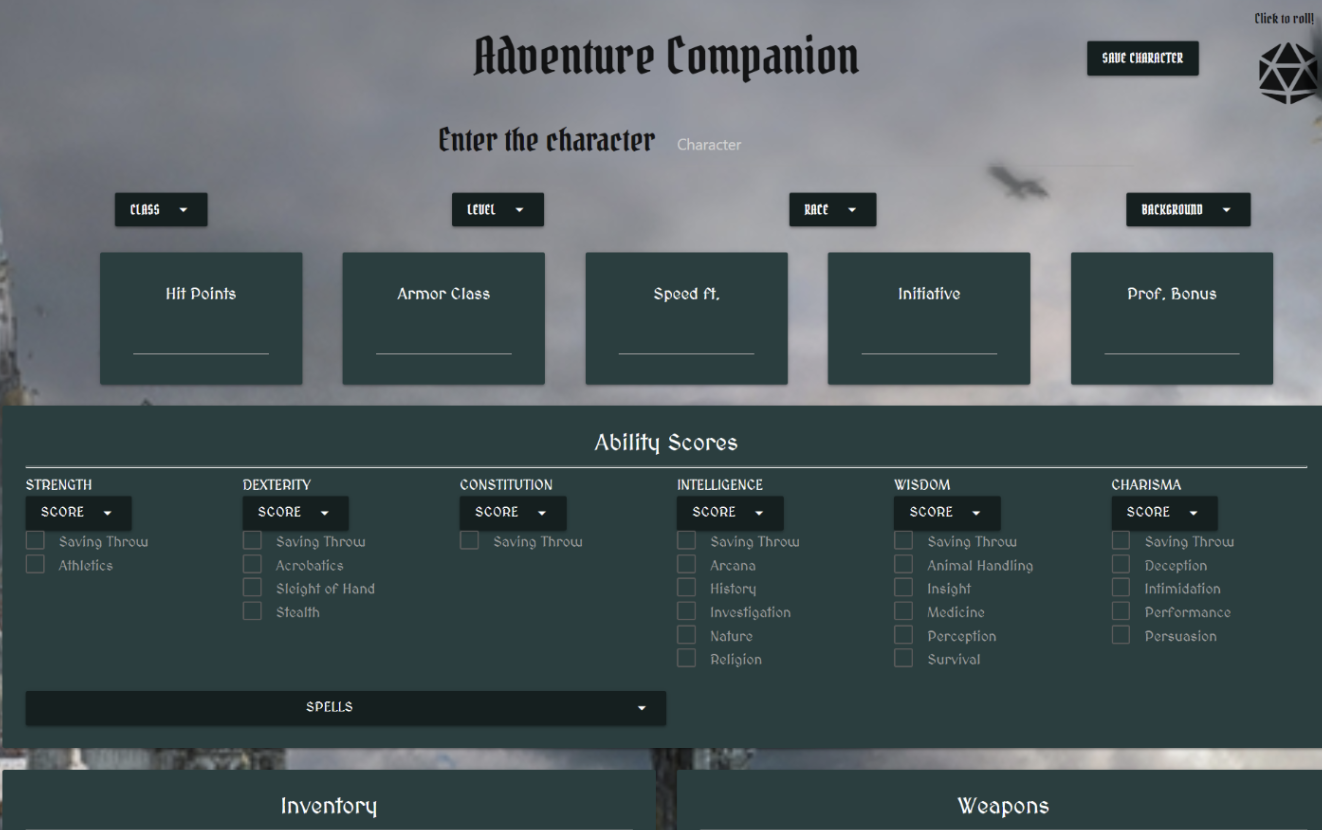 Click to roll!
Adventure Companion
SAVE CHARACTER
Enter the character Character
CLASS LEVEL RACE BACKGROUND
Hit Points Armor Class Speed ft. Initiative Prof. Bonus
Ability Scores
STRENGTH DEXTERITY CONSTITUTION INTELLIGENCE WISDOM CHARISMA
SCORE SCORE SCORE SCORE SCORE SCORE
Saving Throw Saving Throw Saving Throw Saving Throw Saving Throw Saving Throw
Athletics Acrobatics Arcana Animal Handling Deception
Sleight of Hand History Insight Intimidation
Stealth Investigation Medicine Performance
Nature Perception Persuasion
Religion Survival
SPELLS
Inventory Weapons